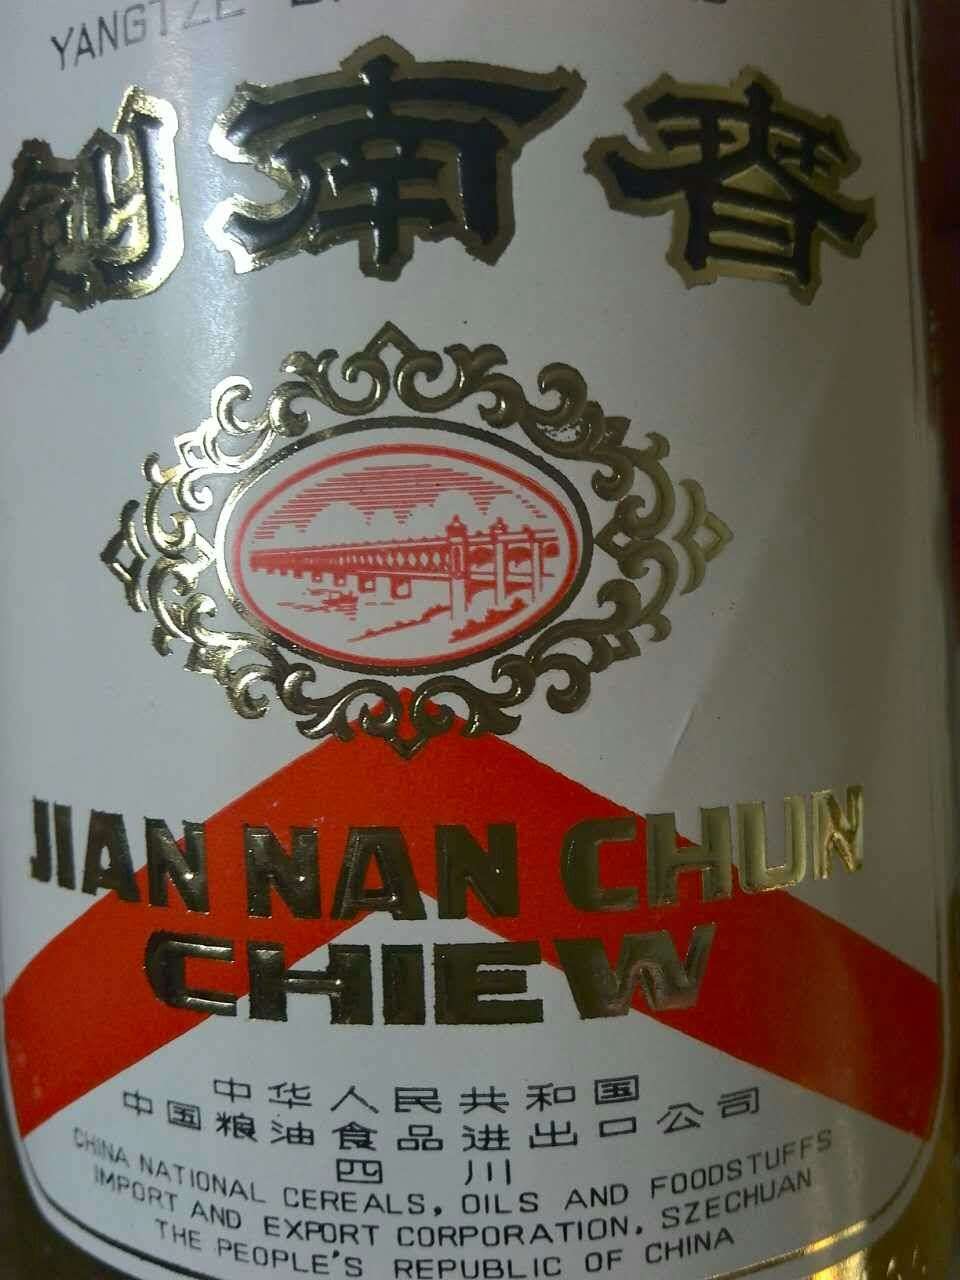 YANGTZE
劍南春
JIAN NAN CHUN
CHIEW
中华人民共和国
中国粮油食品进出口公司
四川
CHINA NATIONAL CEREALS, OILS AND FOODSTUFFS
IMPORT AND EXPORT CORPORATION. SZECHUAN
THE PEOPLE'S REPUBLIC OF CHINA